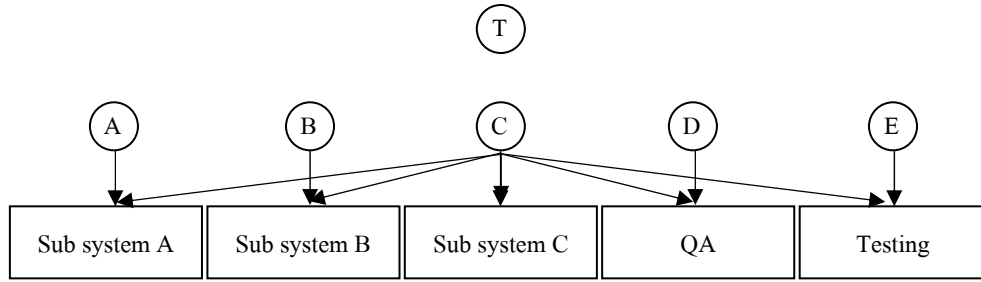 T
A B C D E
Sub system A Sub system B Sub system C QA Testing